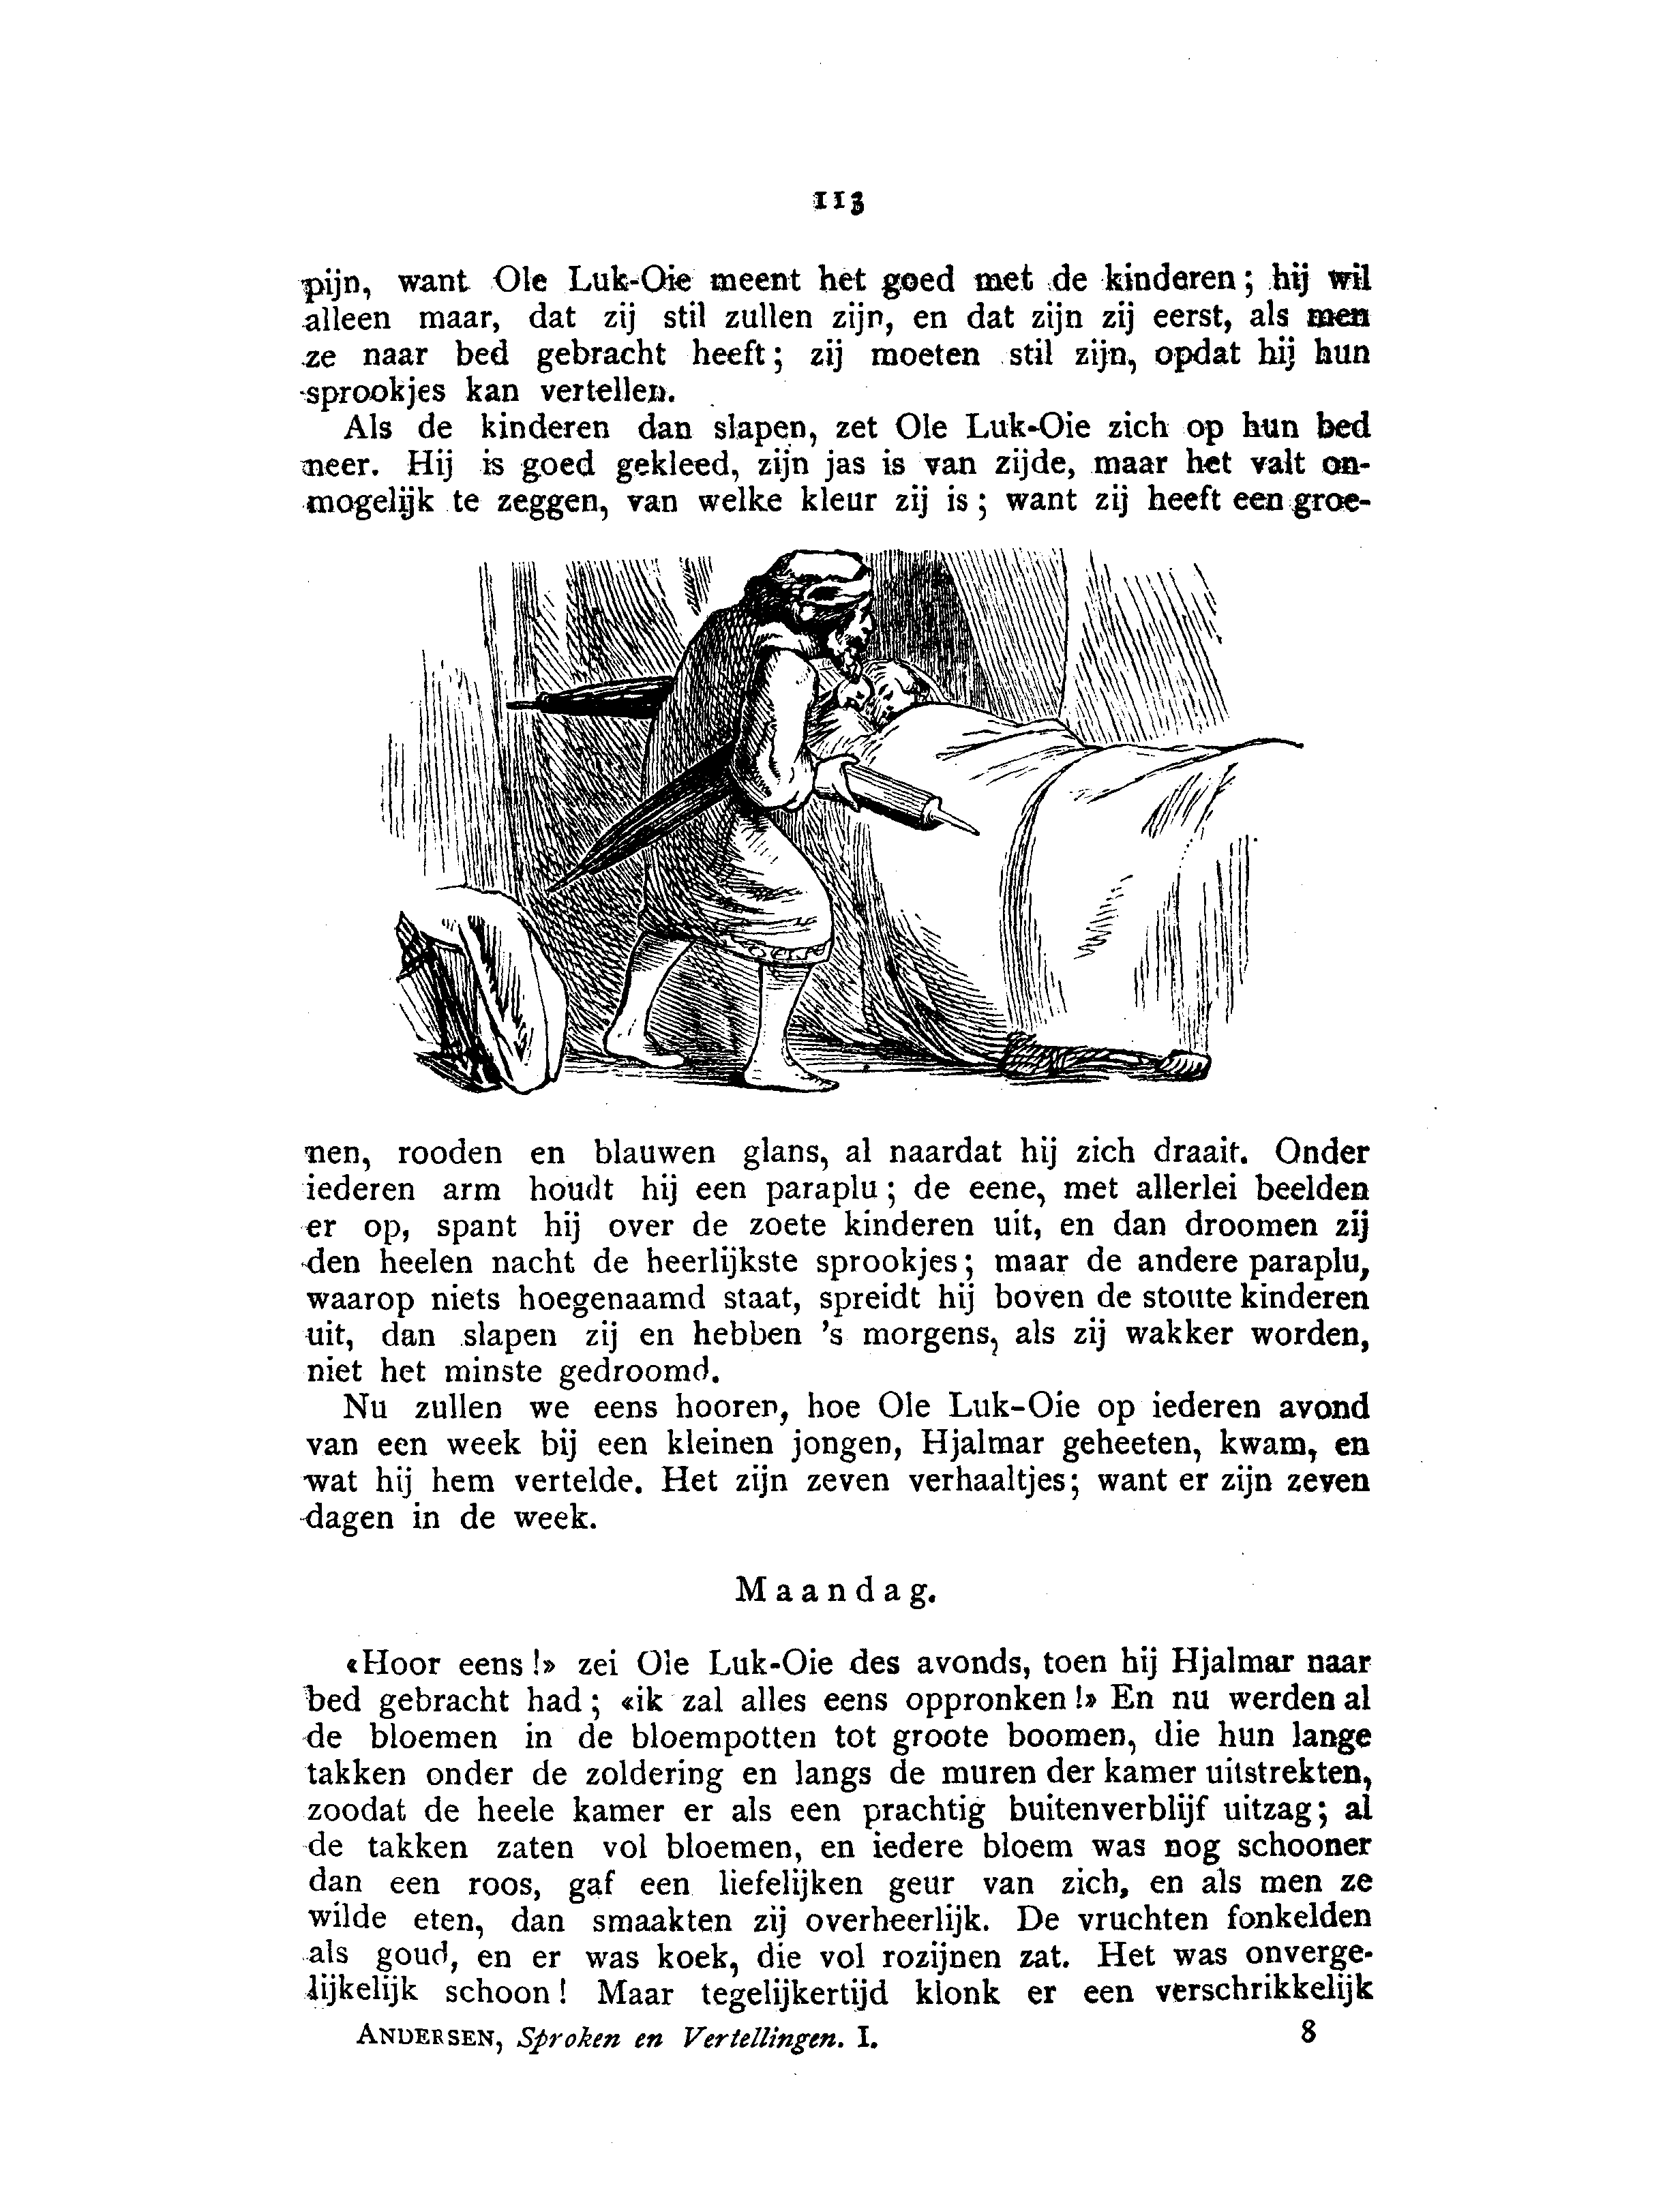 113
pijn, want Ole Luk-Oie meent het goed met de kinderen; hij wil
alleen maar, dat zij stil zullen zijn, en dat zijn zij eerst, als men
ze naar bed gebracht heeft; zij moeten stil zijn, opdat hij hun
sprookjes kan vertellen.
Als de kinderen dan slapen, zet Ole Luk-Oie zich op hun bed
neer. Hij is goed gekleed, zijn jas is van zijde, maar het valt on-
mogelijk te zeggen, van welke kleur zij is; want zij heeft een groe-
nen, rooden en blauwen glans, al naardat hij zich draait. Onder
iederen arm houdt hij een paraplu; de eene, met allerlei beelden
er op, spant hij over de zoete kinderen uit, en dan droomen zij
den heelen nacht de heerlijkste sprookjes; maar de andere paraplu,
waarop niets hoegenaamd staat, spreidt hij boven de stoute kinderen
uit, dan slapen zij en hebben 's morgens, als zij wakker worden,
niet het minste gedroomd.
Nu zullen we eens hooren, hoe Ole Luk-Oie op iederen avond
van een week bij een kleinen jongen, Hjalmar geheeten, kwam, en
wat hij hem vertelde. Het zijn zeven verhaaltjes; want er zijn zeven
dagen in de week.
Maandag.
«Hoor eens!» zei Ole Luk-Oie des avonds, toen hij Hjalmar naar
bed gebracht had; «ik zal alles eens oppronken!» En nu werden al
de bloemen in de bloempotten tot groote boomen, die hun lange
takken onder de zoldering en langs de muren der kamer uitstrekten,
zoodat de heele kamer er als een prachtig buitenverblijf uitzag; al
de takken zaten vol bloemen, en iedere bloem was nog schooner
dan een roos, gaf een liefelijken geur van zich, en als men ze
wilde eten, dan smaakten zij overheerlijk. De vruchten fonkelden
als goud, en er was koek, die vol rozijnen zat. Het was onverge-
lijkelijk schoon! Maar tegelijkertijd klonk er een verschrikkelijk
ANDERSEN, Sproken en Vertellingen. I. 8